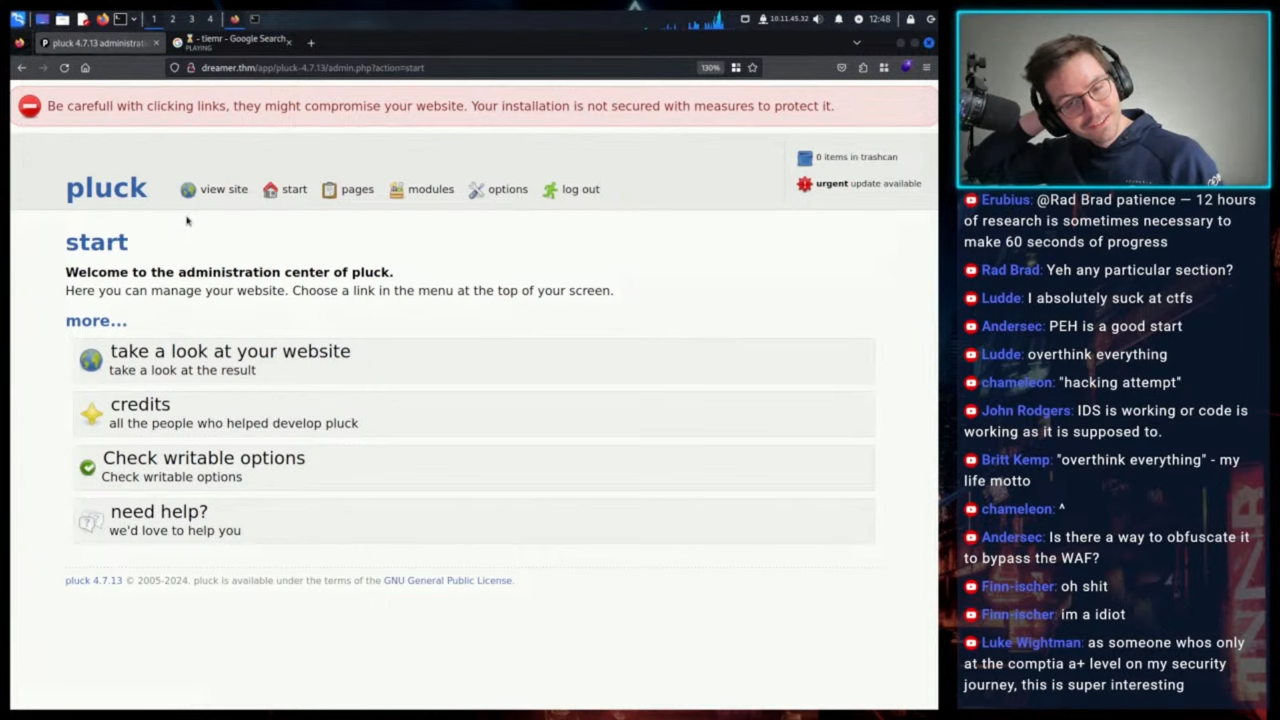 1 2 3 4
10.11.45.32
12:48
pluck 4.7.13 administrat
- tiemr - Google Search
PLAYING
dreamer.thm/app/pluck-4.7.13/admin.php?action=start
130%
Be carefull with clicking links, they might compromise your website. Your installation is not secured with measures to protect it.
0 items in trashcan
urgent update available
pluck
view site
start
pages
modules
options
log out
start
Welcome to the administration center of pluck.
Here you can manage your website. Choose a link in the menu at the top of your screen.
more...
take a look at your website
take a look at the result
credits
all the people who helped develop pluck
Check writable options
Check writable options
need help?
we'd love to help you
pluck 4.7.13 © 2005-2024. pluck is available under the terms of the GNU General Public License.
Erubius: @Rad Brad patience — 12 hours
of research is sometimes necessary to
make 60 seconds of progress
Rad Brad: Yeh any particular section?
Ludde: I absolutely suck at ctfs
Andersec: PEH is a good start
Ludde: overthink everything
chameleon: "hacking attempt"
John Rodgers: IDS is working or code is
working as it is supposed to.
Britt Kemp: "overthink everything" - my
life motto
chameleon: ^
Andersec: Is there a way to obfuscate it
to bypass the WAF?
Finn-ischer: oh shit
Finn-ischer: im a idiot
Luke Wightman: as someone whos only
at the comptia a+ level on my security
journey, this is super interesting